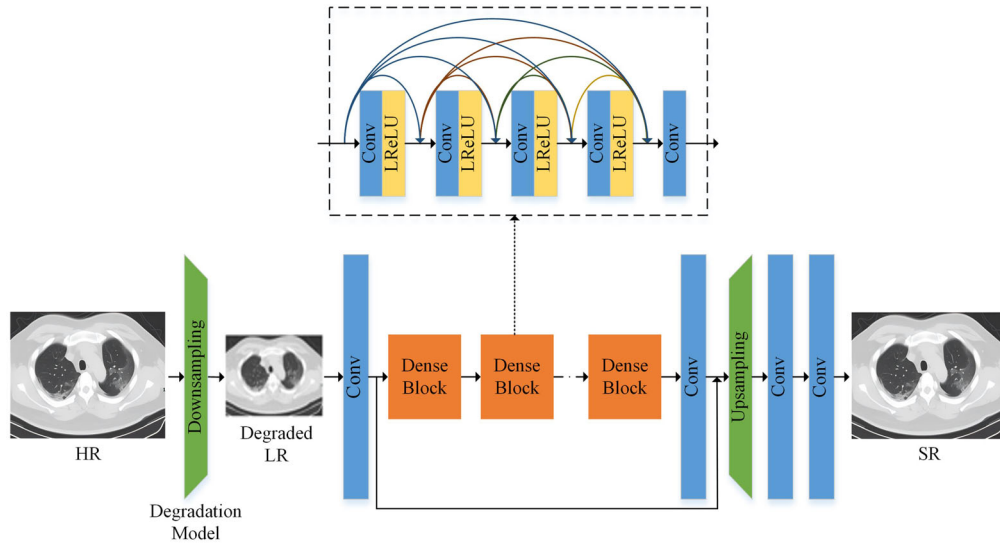 Conv
LReLU
Conv
LReLU
Conv
LReLU
Conv
LReLU
Conv
HR
Downsampling
Degradation
Model
Degraded
LR
Conv
Dense
Block
Dense
Block
Dense
Block
Conv
Upsampling
Conv
Conv
SR